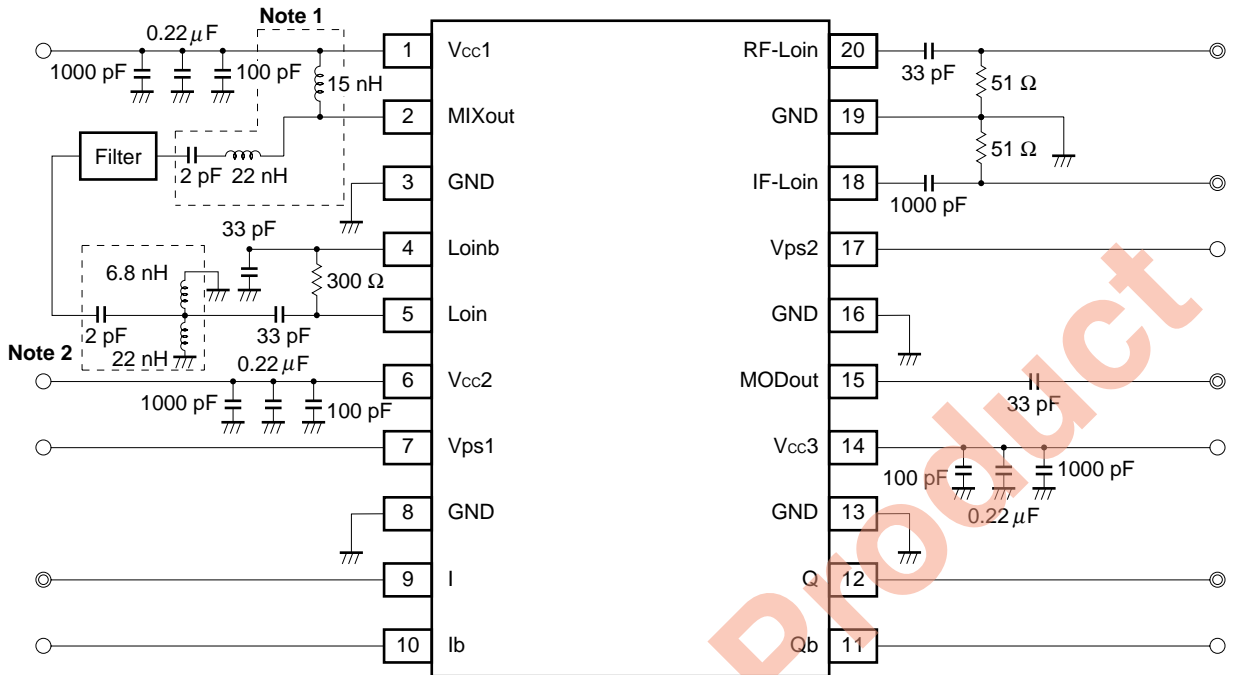 Note 1
0.22 μF
1000 pF
100 pF
15 nH
Filter
2 pF
22 nH
33 pF
6.8 nH
300 Ω
2 pF
33 pF
22 nH
Note 2
0.22 μF
1000 pF
100 pF
1 Vcc1
2 MIXout
3 GND
4 Loinb
5 Loin
6 Vcc2
7 Vps1
8 GND
9 I
10 Ib
RF-Loin 20
GND 19
IF-Loin 18
Vps2 17
GND 16
MODout 15
Vcc3 14
GND 13
Q 12
Qb 11
33 pF
51 Ω
51 Ω
1000 pF
33 pF
100 pF
1000 pF
0.22 μF
Product